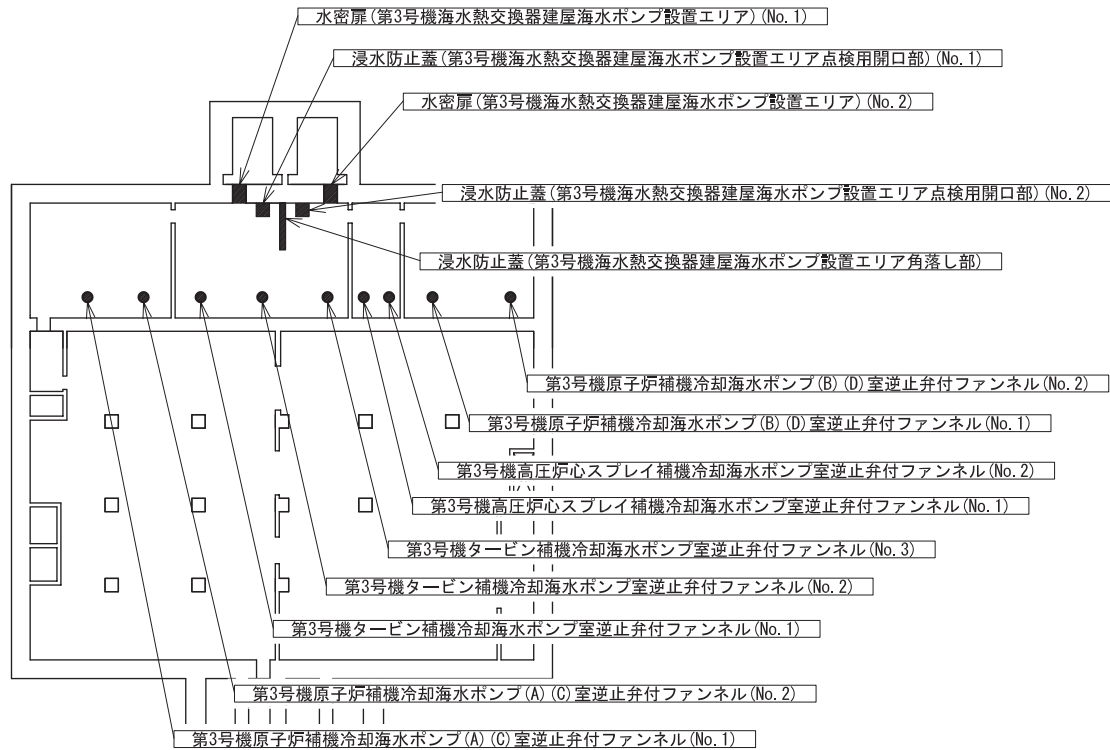 水密扉(第3号機海水熱交換器建屋海水ポンプ設置エリア)(No.1)
浸水防止蓋(第3号機海水熱交換器建屋海水ポンプ設置エリア点検用開口部)(No.1)
水密扉(第3号機海水熱交換器建屋海水ポンプ設置エリア)(No.2)
浸水防止蓋(第3号機海水熱交換器建屋海水ポンプ設置エリア点検用開口部)(No.2)
浸水防止蓋(第3号機海水熱交換器建屋海水ポンプ設置エリア角落し部)
第3号機原子炉補機冷却海水ポンプ(B)(D)室逆止弁付ファンネル(No.2)
第3号機原子炉補機冷却海水ポンプ(B)(D)室逆止弁付ファンネル(No.1)
第3号機高圧炉心スプレイ補機冷却海水ポンプ室逆止弁付ファンネル(No.2)
第3号機高圧炉心スプレイ補機冷却海水ポンプ室逆止弁付ファンネル(No.1)
第3号機タービン補機冷却海水ポンプ室逆止弁付ファンネル(No.3)
第3号機タービン補機冷却海水ポンプ室逆止弁付ファンネル(No.2)
第3号機タービン補機冷却海水ポンプ室逆止弁付ファンネル(No.1)
第3号機原子炉補機冷却海水ポンプ(A)(C)室逆止弁付ファンネル(No.2)
第3号機原子炉補機冷却海水ポンプ(A)(C)室逆止弁付ファンネル(No.1)